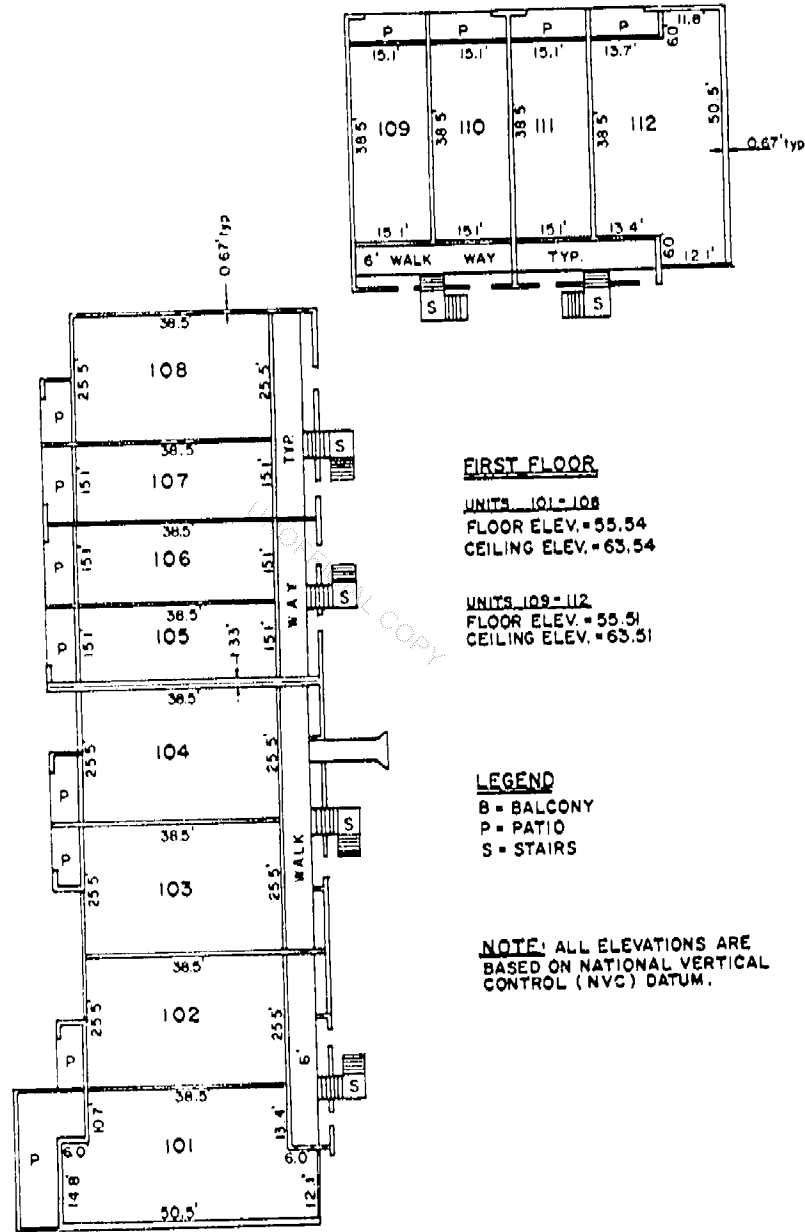 P P P P 11.8'
6.0'
15.1' 15.1' 15.1' 13.7'
38.5' 109 38.5' 110 38.5' 111 38.5' 112 50.5'
0.67' typ
15.1' 15.1' 15.1' 13.4'
6' WALK WAY TYP. 6.0 12.1'
S S
0.67' typ
38.5'
25.5' 108 25.5'
P
TYP.
S
38.5'
P 15.1' 107 15.1'
38.5'
P 15.1' 106 15.1'
WAY
S
38.5'
P 15.1' 105 15.1'
1.33'
38.5'
25.5' 104 25.5'
P
S
38.5'
WALK
P
25.5' 103 25.5'
38.5'
25.5' 102 25.5'
6'
P
S
38.5'
10.7' 13.4'
101
6.0' 6.0'
P
14.8'
50.5'
UNOFFICIAL COPY
FIRST FLOOR
UNITS 101-108
FLOOR ELEV. = 55.54
CEILING ELEV. = 63.54
UNITS 109-112
FLOOR ELEV. = 55.51
CEILING ELEV. = 63.51
LEGEND
B = BALCONY
P = PATIO
S = STAIRS
NOTE: ALL ELEVATIONS ARE
BASED ON NATIONAL VERTICAL
CONTROL (NVC) DATUM.